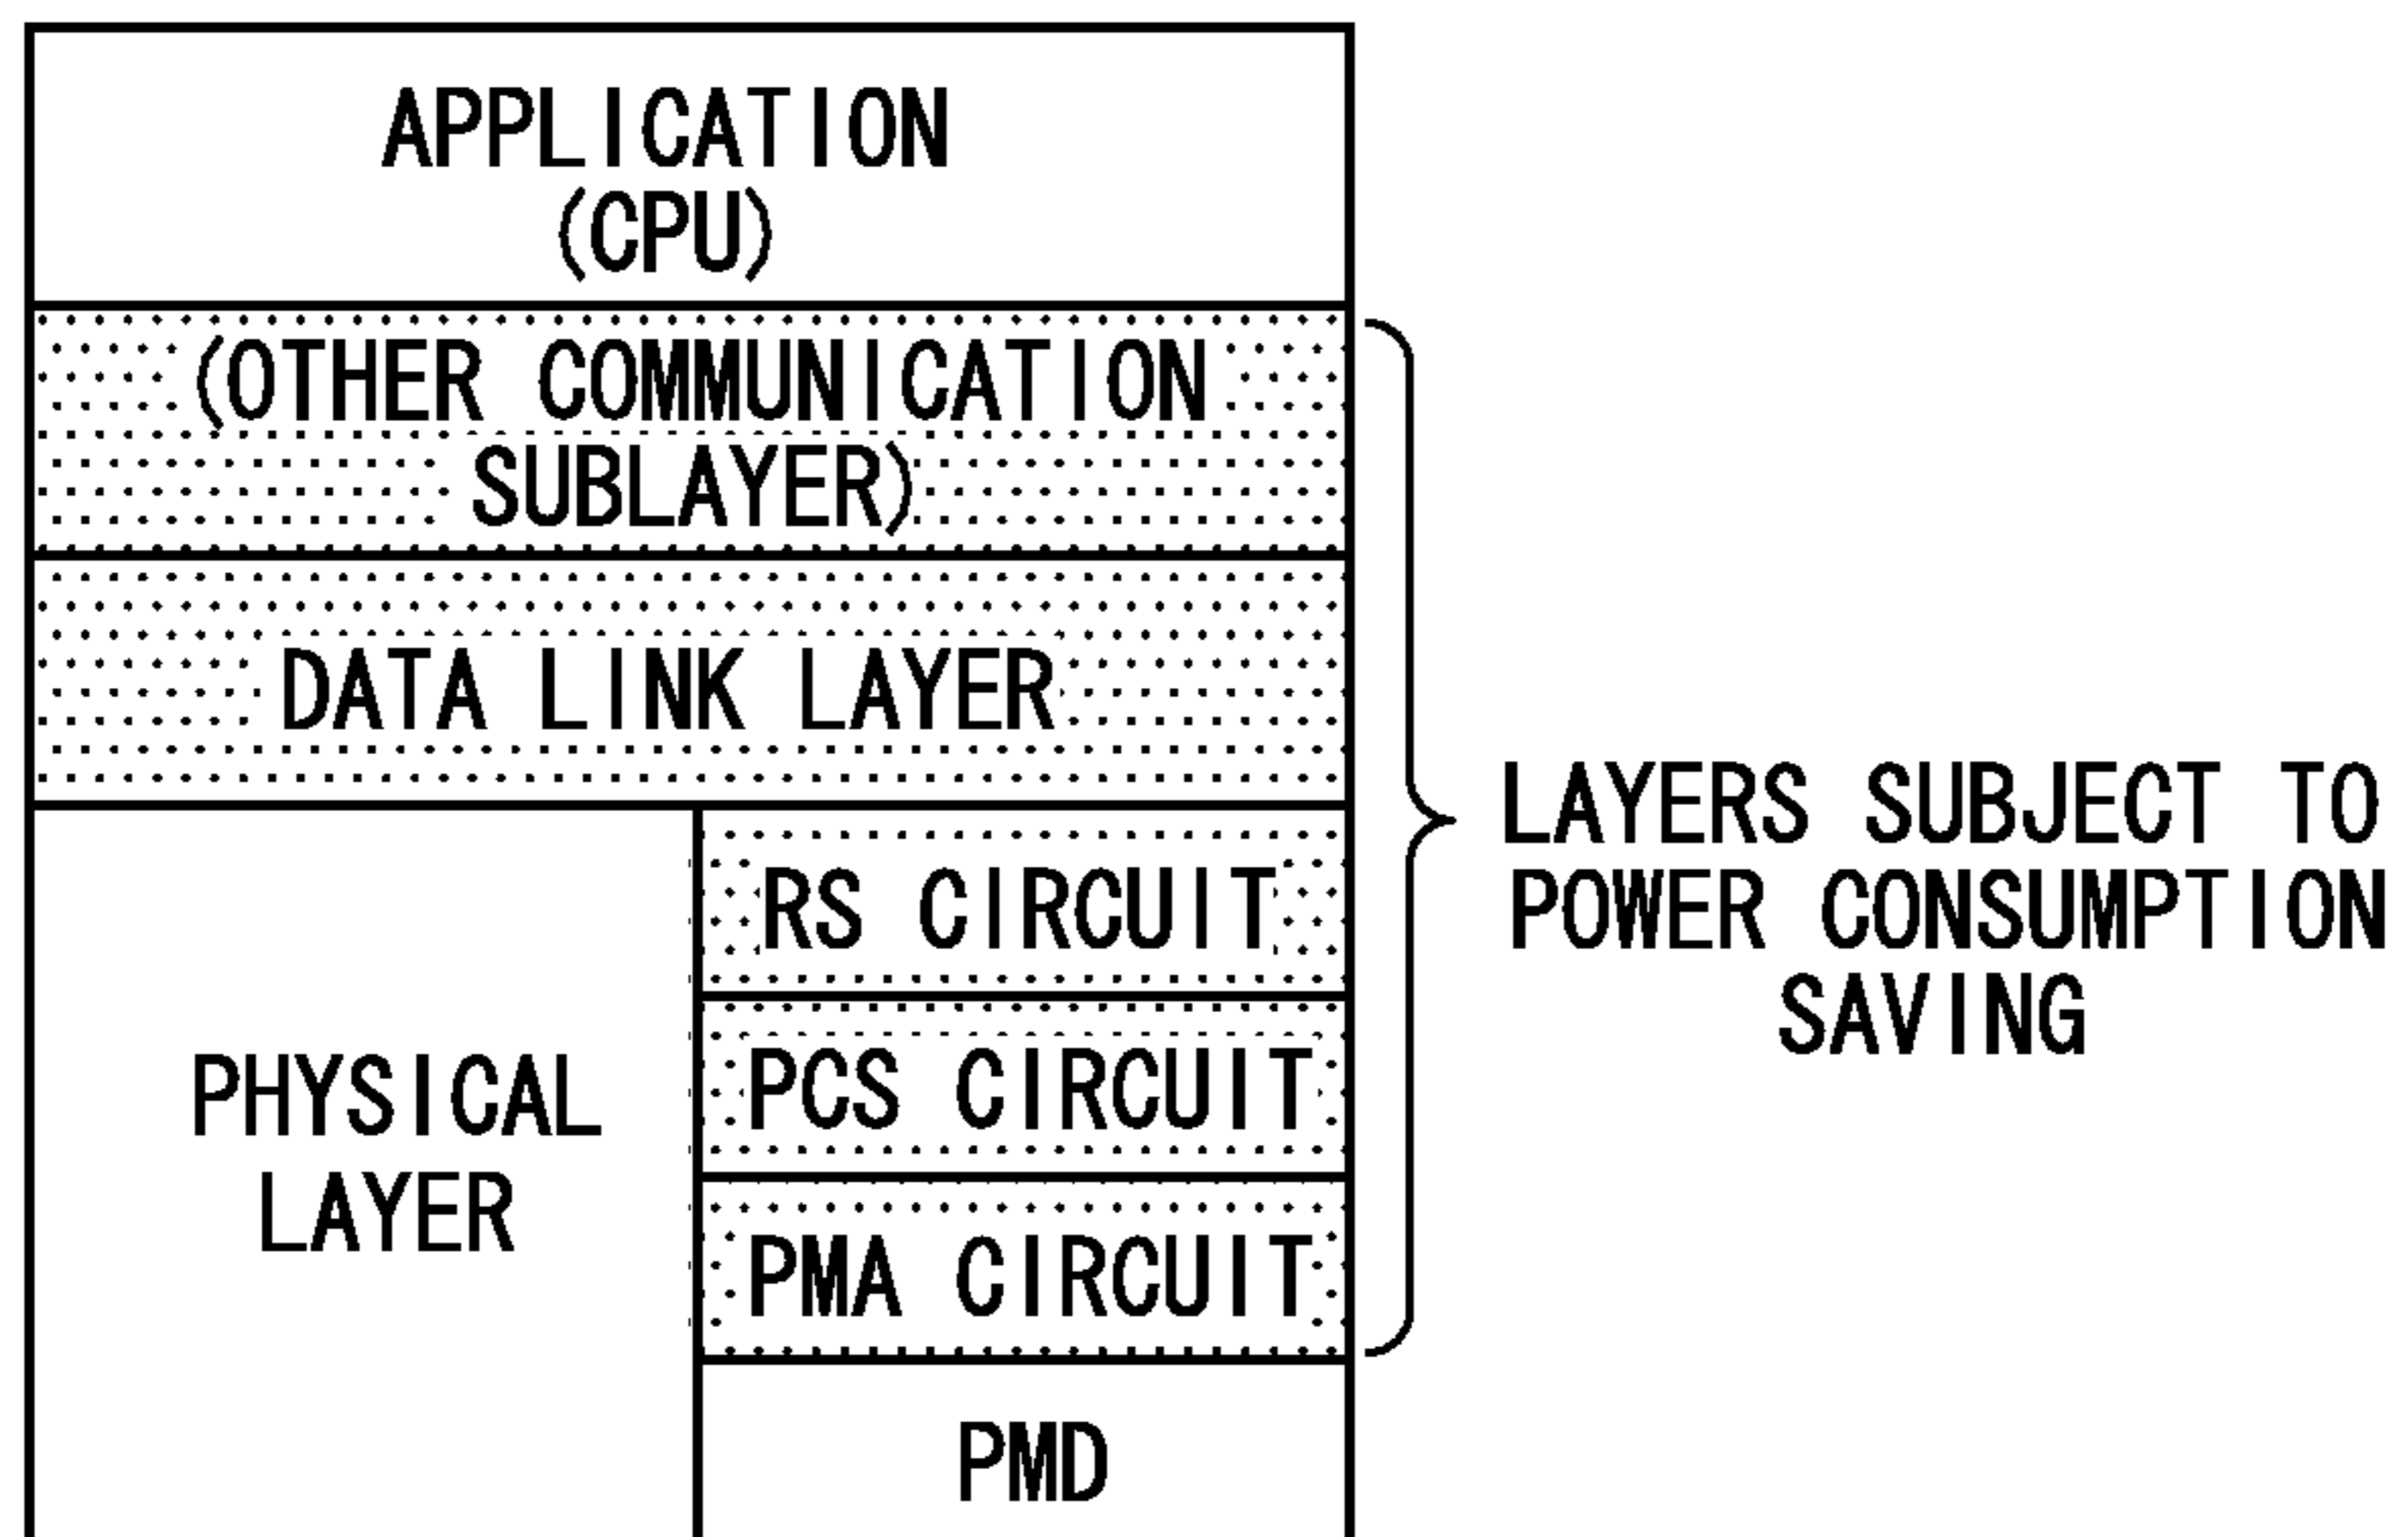 APPLICATION
(CPU)
(OTHER COMMUNICATION
SUBLAYER)
DATA LINK LAYER
PHYSICAL
LAYER
RS CIRCUIT
PCS CIRCUIT
PMA CIRCUIT
PMD
LAYERS SUBJECT TO
POWER CONSUMPTION
SAVING